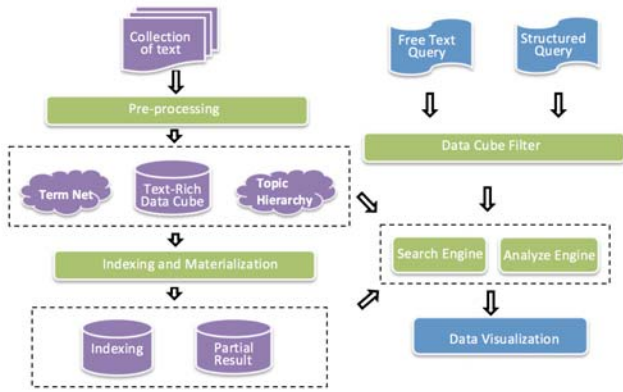 Collection
of text
Free Text
Query
Structured
Query
Pre-processing
Data Cube Filter
Term Net
Text-Rich
Data Cube
Topic
Hierarchy
Search Engine
Analyze Engine
Indexing and Materialization
Indexing
Partial
Result
Data Visualization